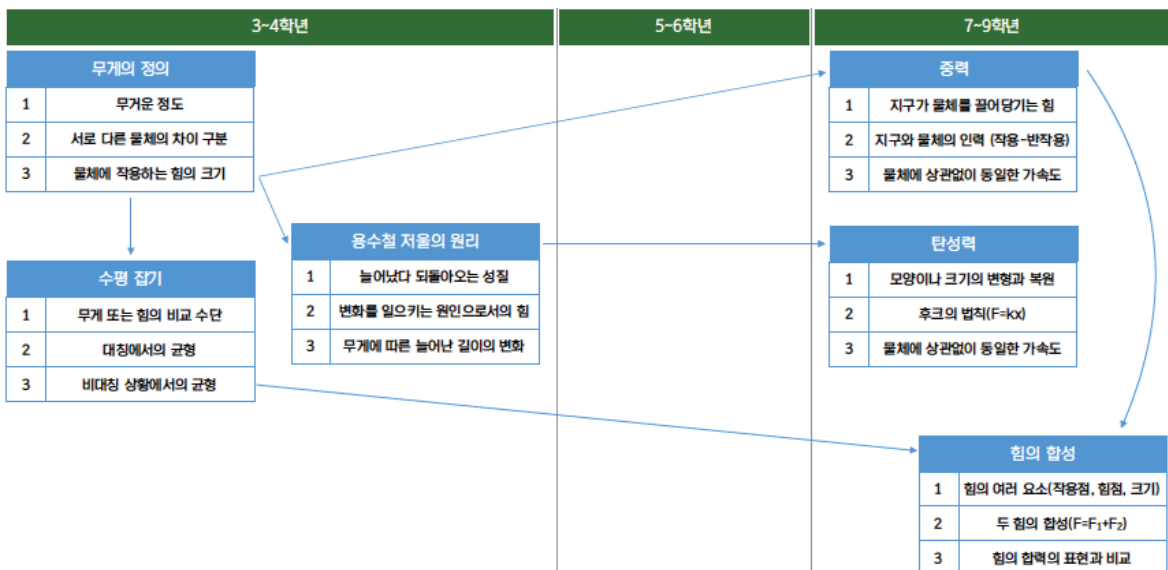 3~4학년
5~6학년
7~9학년
무게의 정의
1 무거운 정도
2 서로 다른 물체의 차이 구분
3 물체에 작용하는 힘의 크기
수평 잡기
1 무게 또는 힘의 비교 수단
2 대칭에서의 균형
3 비대칭 상황에서의 균형
용수철 저울의 원리
1 늘어났다 되돌아오는 성질
2 변화를 일으키는 원인으로서의 힘
3 무게에 따른 늘어난 길이의 변화
중력
1 지구가 물체를 끌어당기는 힘
2 지구와 물체의 인력 (작용-반작용)
3 물체에 상관없이 동일한 가속도
탄성력
1 모양이나 크기의 변형과 복원
2 후크의 법칙(F=kx)
3 물체에 상관없이 동일한 가속도
힘의 합성
1 힘의 여러 요소(작용점, 힘점, 크기)
2 두 힘의 합성(F=F₁+F₂)
3 힘의 합력의 표현과 비교